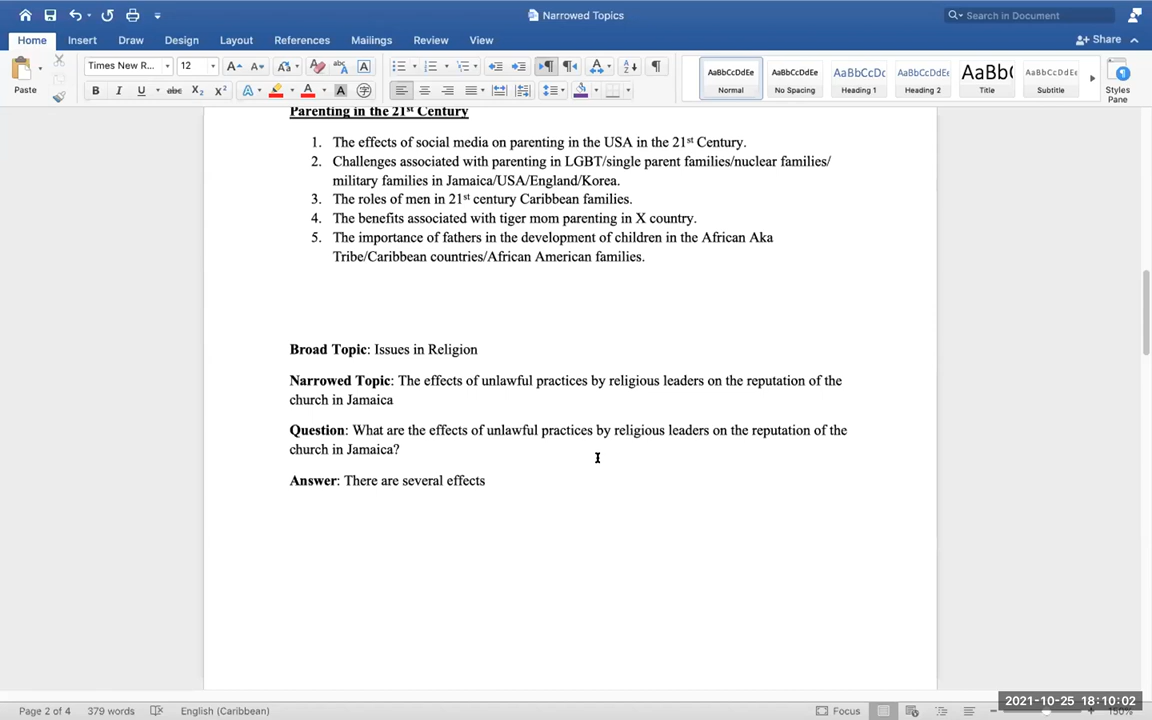 Narrowed Topics
Search in Document
Home Insert Draw Design Layout References Mailings Review View
Share
Paste
Times New R... 12
AaBbCcDdEe AaBbCcDdEe AaBbCcDc AaBbCcDdEe AaBb( AaBbCcDdEe
Normal No Spacing Heading 1 Heading 2 Title Subtitle
Styles
Pane
Parenting in the 21st Century
1. The effects of social media on parenting in the USA in the 21st Century.
2. Challenges associated with parenting in LGBT/single parent families/nuclear families/
military families in Jamaica/USA/England/Korea.
3. The roles of men in 21st century Caribbean families.
4. The benefits associated with tiger mom parenting in X country.
5. The importance of fathers in the development of children in the African Aka
Tribe/Caribbean countries/African American families.
Broad Topic: Issues in Religion
Narrowed Topic: The effects of unlawful practices by religious leaders on the reputation of the
church in Jamaica
Question: What are the effects of unlawful practices by religious leaders on the reputation of the
church in Jamaica?
Answer: There are several effects
Page 2 of 4 379 words English (Caribbean)
Focus
2021-10-25 18:10:02
150%